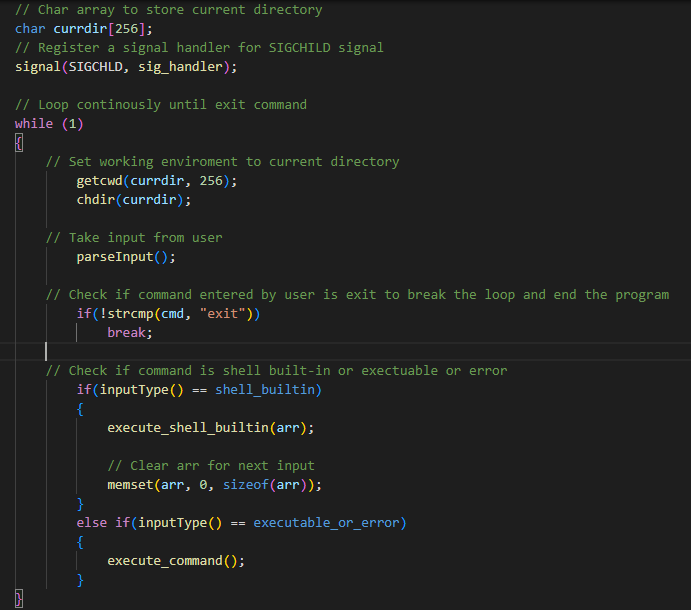 // Char array to store current directory
char currdir[256];
// Register a signal handler for SIGCHILD signal
signal(SIGCHLD, sig_handler);
// Loop continously until exit command
while (1)
{
// Set working enviroment to current directory
getcwd(currdir, 256);
chdir(currdir);
// Take input from user
parseInput();
// Check if command entered by user is exit to break the loop and end the program
if(!strcmp(cmd, "exit"))
break;
// Check if command is shell built-in or exectuable or error
if(inputType() == shell_builtin)
{
execute_shell_builtin(arr);
// Clear arr for next input
memset(arr, 0, sizeof(arr));
}
else if(inputType() == executable_or_error)
{
execute_command();
}
}